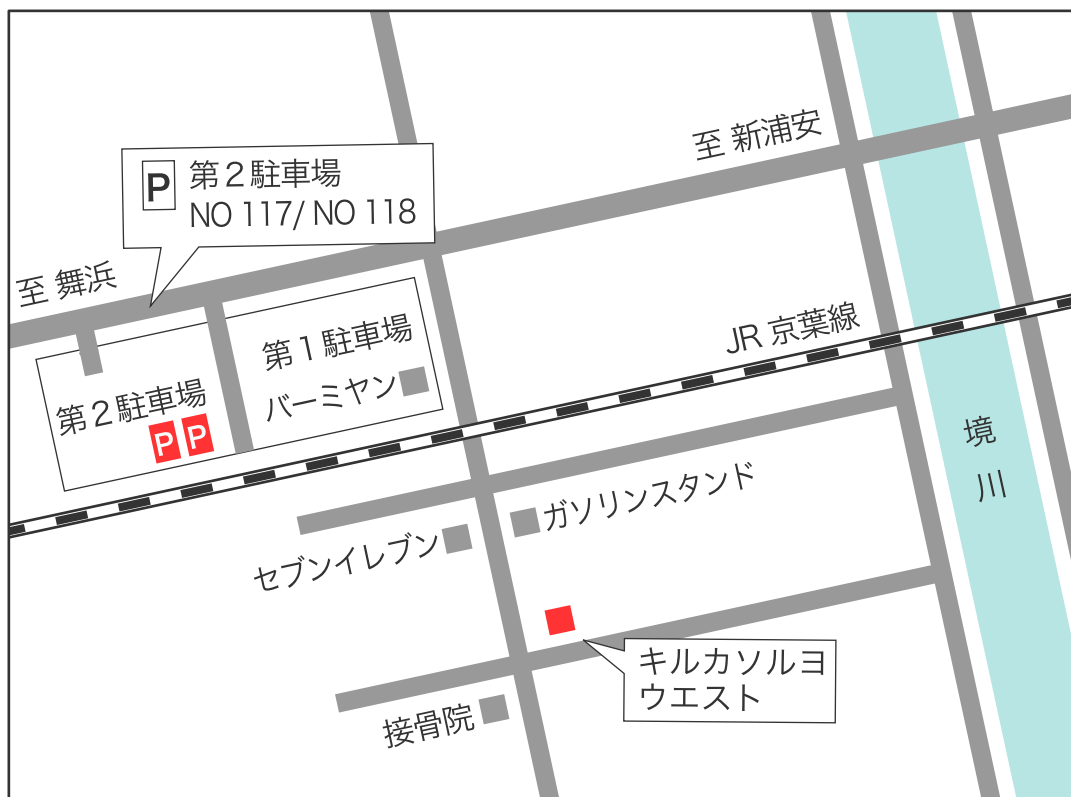 至 新浦安
P 第２駐車場
NO 117/ NO 118
至 舞浜
第１駐車場
バーミヤン
JR 京葉線
第２駐車場
P P
境
川
ガソリンスタンド
セブンイレブン
キルカソルヨ
ウエスト
接骨院